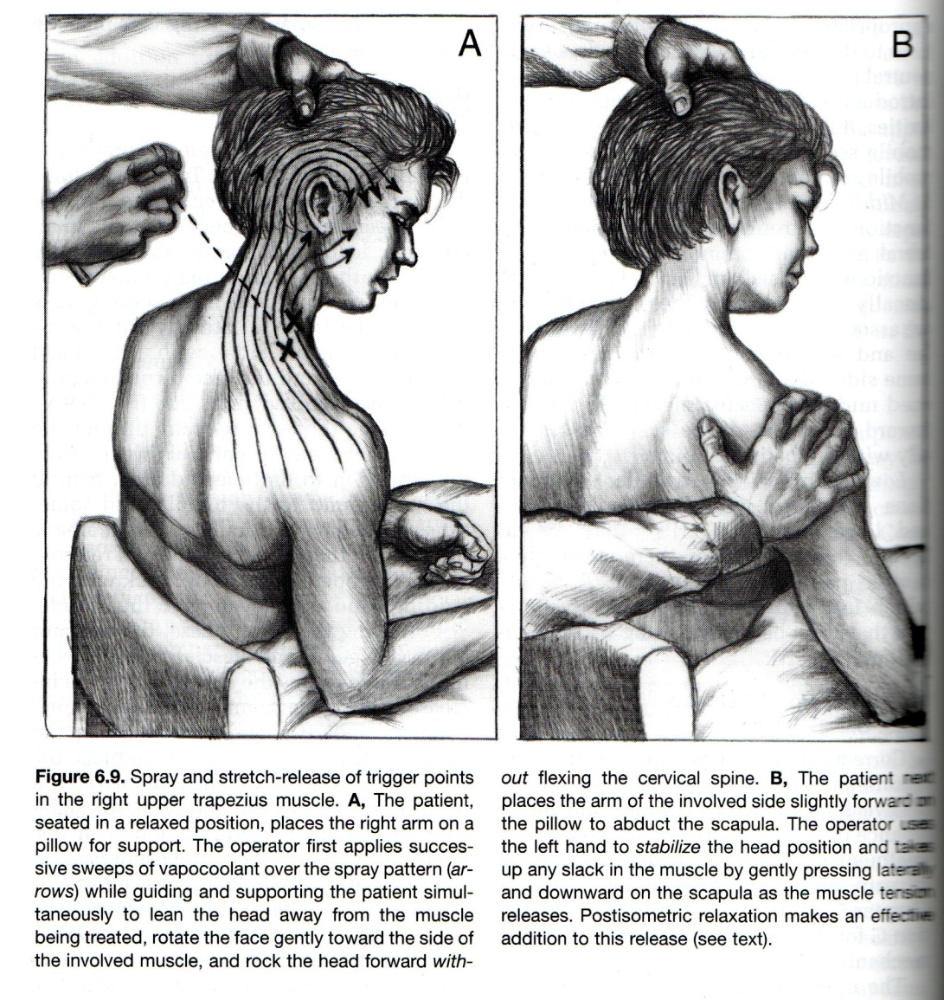 A
B
Figure 6.9. Spray and stretch-release of trigger points
in the right upper trapezius muscle. A, The patient,
seated in a relaxed position, places the right arm on a
pillow for support. The operator first applies succes-
sive sweeps of vapocoolant over the spray pattern (ar-
rows) while guiding and supporting the patient simul-
taneously to lean the head away from the muscle
being treated, rotate the face gently toward the side of
the involved muscle, and rock the head forward with-
out flexing the cervical spine. B, The patient next
places the arm of the involved side slightly forward on
the pillow to abduct the scapula. The operator uses
the left hand to stabilize the head position and takes
up any slack in the muscle by gently pressing laterally
and downward on the scapula as the muscle tension
releases. Postisometric relaxation makes an effective
addition to this release (see text).